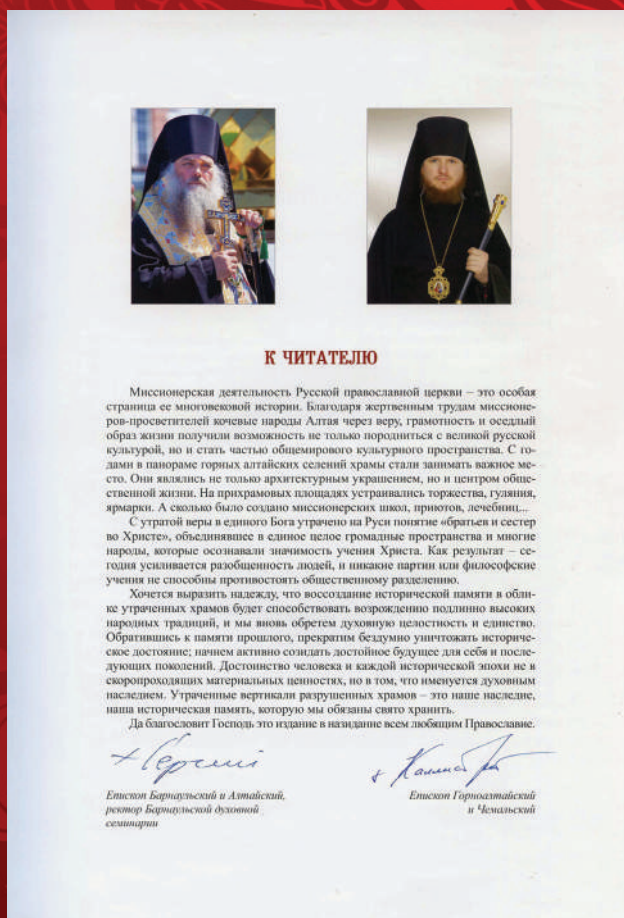 К ЧИТАТЕЛЮ
Миссионерская деятельность Русской православной церкви – это особая
страница ее многовековой истории. Благодаря жертвенным трудам миссионе-
ров-просветителей кочевые народы Алтая через веру, грамотность и оседлый
образ жизни получили возможность не только породниться с великой русской
культурой, но и стать частью общемирового культурного пространства. С го-
дами в панораме горных алтайских селений храмы стали занимать важное ме-
сто. Они являлись не только архитектурным украшением, но и центром обще-
ственной жизни. На прихрамовых площадях устраивались торжества, гуляния,
ярмарки. А сколько было создано миссионерских школ, приютов, лечебниц...
С утратой веры в единого Бога утрачено на Руси понятие «братьев и сестер
во Христе», объединявшее в единое целое громадные пространства и многие
народы, которые осознавали значимость учения Христа. Как результат – се-
годня усиливается разобщенность людей, и никакие партии или философские
учения не способны противостоять общественному разделению.
Хочется выразить надежду, что воссоздание исторической памяти в обли-
ке утраченных храмов будет способствовать возрождению подлинно высоких
народных традиций, и мы вновь обретем духовную целостность и единство.
Обратившись к памяти прошлого, прекратим бездумно уничтожать историче-
ское достояние; начнем активно созидать достойное будущее для себя и после-
дующих поколений. Достоинство человека и каждой исторической эпохи не в
скоропроходящих материальных ценностях, но в том, что именуется духовным
наследием. Утраченные вертикали разрушенных храмов – это наше наследие,
наша историческая память, которую мы обязаны свято хранить.
Да благословит Господь это издание в назидание всем любящим Православие.
+ Сергий
Епископ Барнаульский и Алтайский,
ректор Барнаульской духовной
семинарии
+ Каллистрат
Епископ Горноалтайский
и Чемальский